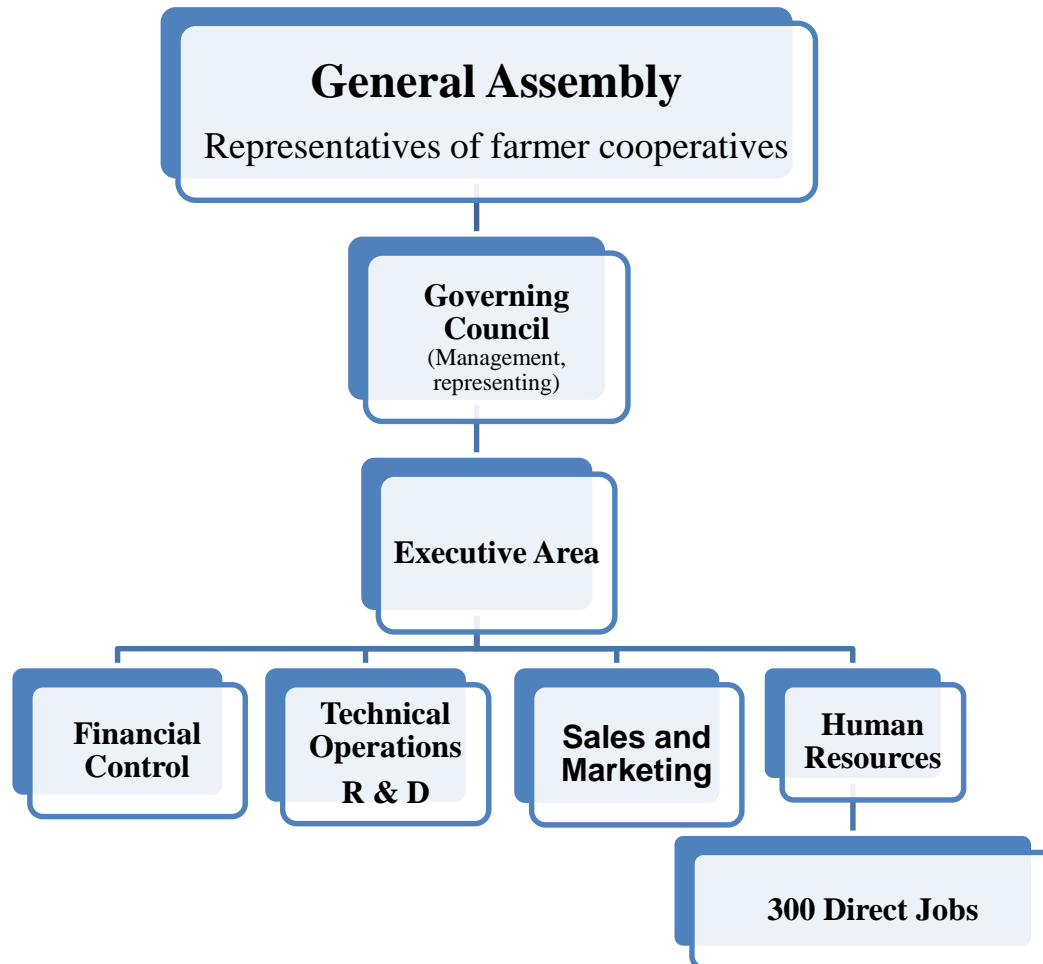 General Assembly
Representatives of farmer cooperatives
Governing
Council
(Management,
representing)
Executive Area
Financial
Control
Technical
Operations
R & D
Sales and
Marketing
Human
Resources
300 Direct Jobs